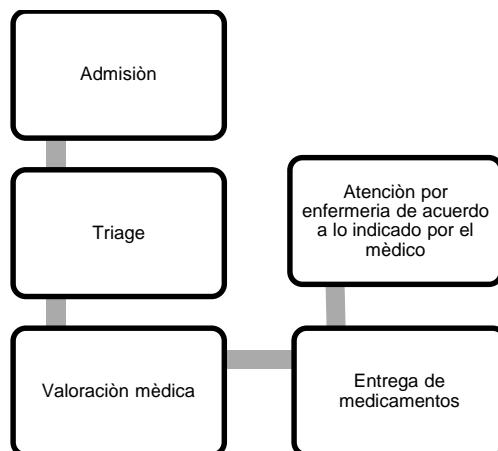 Admisiòn
Triage
Valoraciòn mèdica
Entrega de
medicamentos
Atenciòn por
enfermeria de acuerdo
a lo indicado por el
mèdico